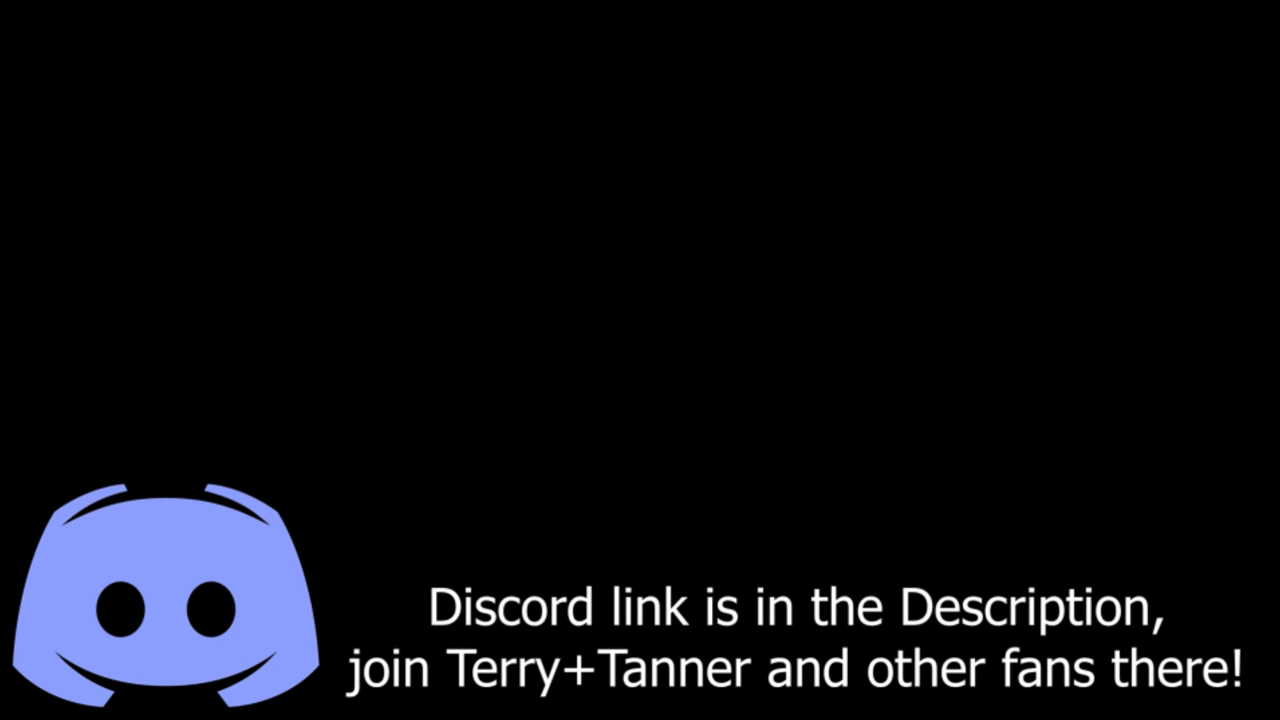 Discord link is in the Description,
join Terry+Tanner and other fans there!